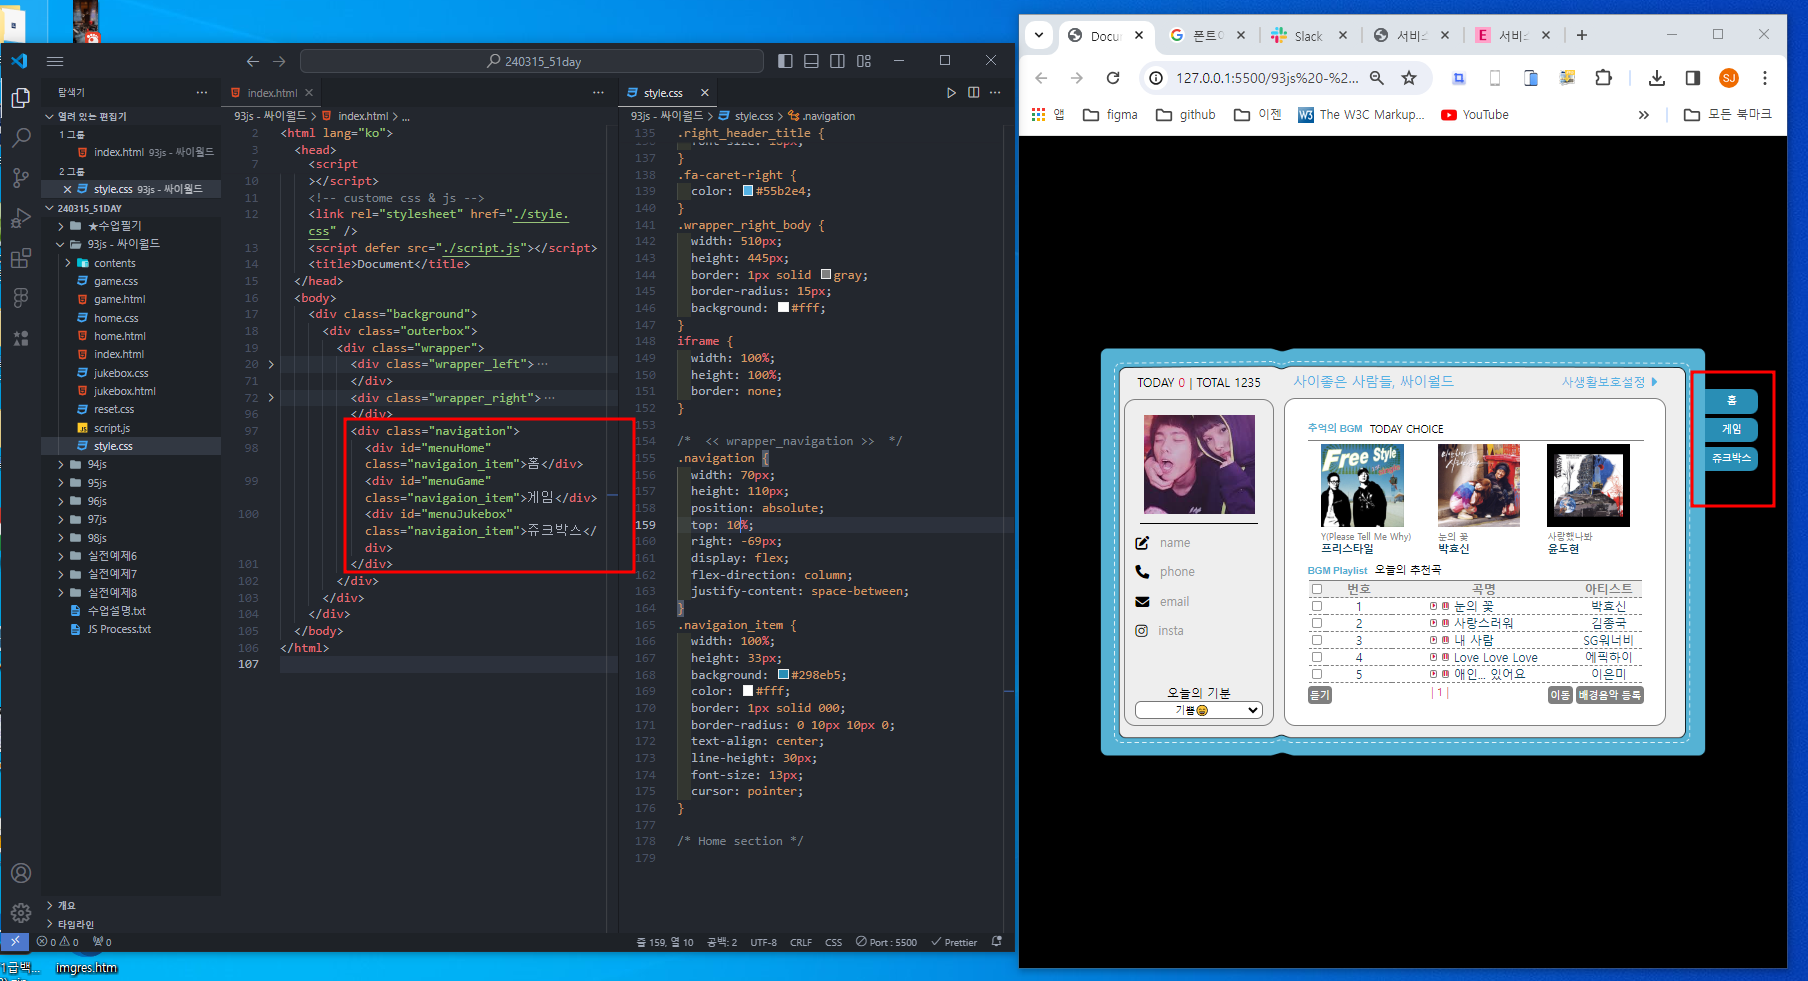 240315_51day
탐색기
열려 있는 편집기
1 그룹
index.html 93js - 싸이월드
2 그룹
style.css 93js - 싸이월드
240315_51DAY
★수업필기
93js - 싸이월드
contents
game.css
game.html
home.css
home.html
index.html
jukebox.css
jukebox.html
reset.css
script.js
style.css
94js
95js
96js
97js
98js
실전예제6
실전예제7
실전예제8
수업설명.txt
JS Process.txt
개요
타임라인
index.html
93js - 싸이월드 > index.html > ...
2 <html lang="ko">
3 <head>
7 <script
10 ></script>
11 <!-- custome css & js -->
12 <link rel="stylesheet" href="./style.
css" />
13 <script defer src="./script.js"></script>
14 <title>Document</title>
15 </head>
16 <body>
17 <div class="background">
18 <div class="outerbox">
19 <div class="wrapper">
20 <div class="wrapper_left">···
71 </div>
72 <div class="wrapper_right">···
96 </div>
97 <div class="navigation">
98 <div id="menuHome"
class="navigaion_item">홈</div>
99 <div id="menuGame"
class="navigaion_item">게임</div>
100 <div id="menuJukebox"
class="navigaion_item">쥬크박스</
div>
101 </div>
102 </div>
103 </div>
104 </div>
105 </body>
106 </html>
107
style.css
93js - 싸이월드 > style.css > .navigation
135 .right_header_title {
136 font-size: 16px;
137 }
138 .fa-caret-right {
139 color: #55b2e4;
140 }
141 .wrapper_right_body {
142 width: 510px;
143 height: 445px;
144 border: 1px solid gray;
145 border-radius: 15px;
146 background: #fff;
147 }
148 iframe {
149 width: 100%;
150 height: 100%;
151 border: none;
152 }
153
154 /* << wrapper_navigation >> */
155 .navigation {
156 width: 70px;
157 height: 110px;
158 position: absolute;
159 top: 10%;
160 right: -69px;
161 display: flex;
162 flex-direction: column;
163 justify-content: space-between;
164 }
165 .navigaion_item {
166 width: 100%;
167 height: 33px;
168 background: #298eb5;
169 color: #fff;
170 border: 1px solid 000;
171 border-radius: 0 10px 10px 0;
172 text-align: center;
173 line-height: 30px;
174 font-size: 13px;
175 cursor: pointer;
176 }
177
178 /* Home section */
179
0 0 0
줄 159, 열 10 공백: 2 UTF-8 CRLF CSS Port : 5500 Prettier
1급백...
imgres.htm
Docu
폰트
Slack
서비스
서비스
127.0.0.1:5500/93js%20-%2...
SJ
앱 figma github 이젠 The W3C Markup... YouTube » 모든 북마크
TODAY 0 | TOTAL 1235
사이좋은 사람들, 싸이월드
사생활보호설정
홈
게임
쥬크박스
name
phone
email
insta
오늘의 기분
기쁨😄
추억의 BGM TODAY CHOICE
Free Style
Y(Please Tell Me Why)
프리스타일
눈의 꽃
박효신
사랑했나봐
윤도현
BGM Playlist 오늘의 추천곡
번호 곡명 아티스트
1 눈의 꽃 박효신
2 사랑스러워 김종국
3 내 사람 SG워너비
4 Love Love Love 에픽하이
5 애인... 있어요 이은미
듣기 | 1 | 이동 배경음악 등록